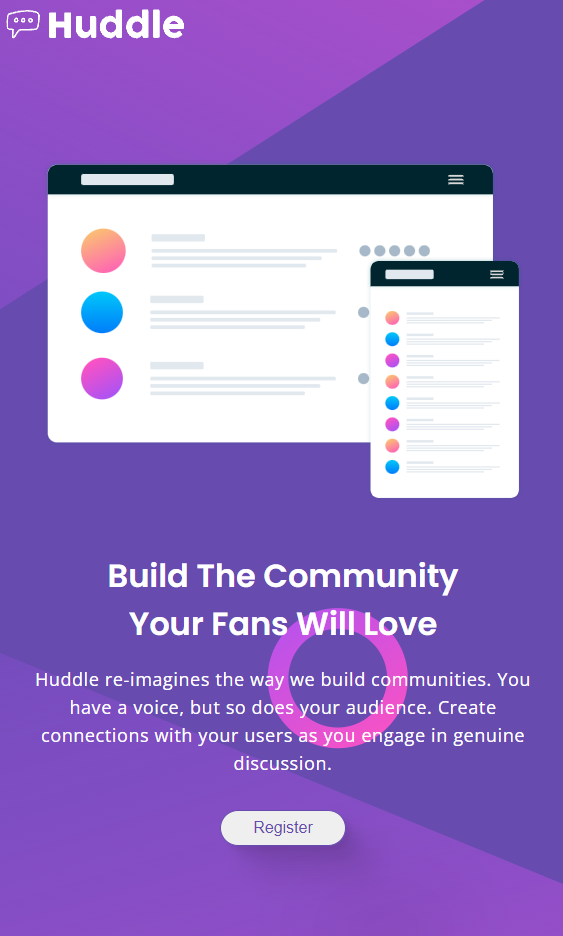 Huddle
Build The Community
Your Fans Will Love
Huddle re-imagines the way we build communities. You
have a voice, but so does your audience. Create
connections with your users as you engage in genuine
discussion.
Register